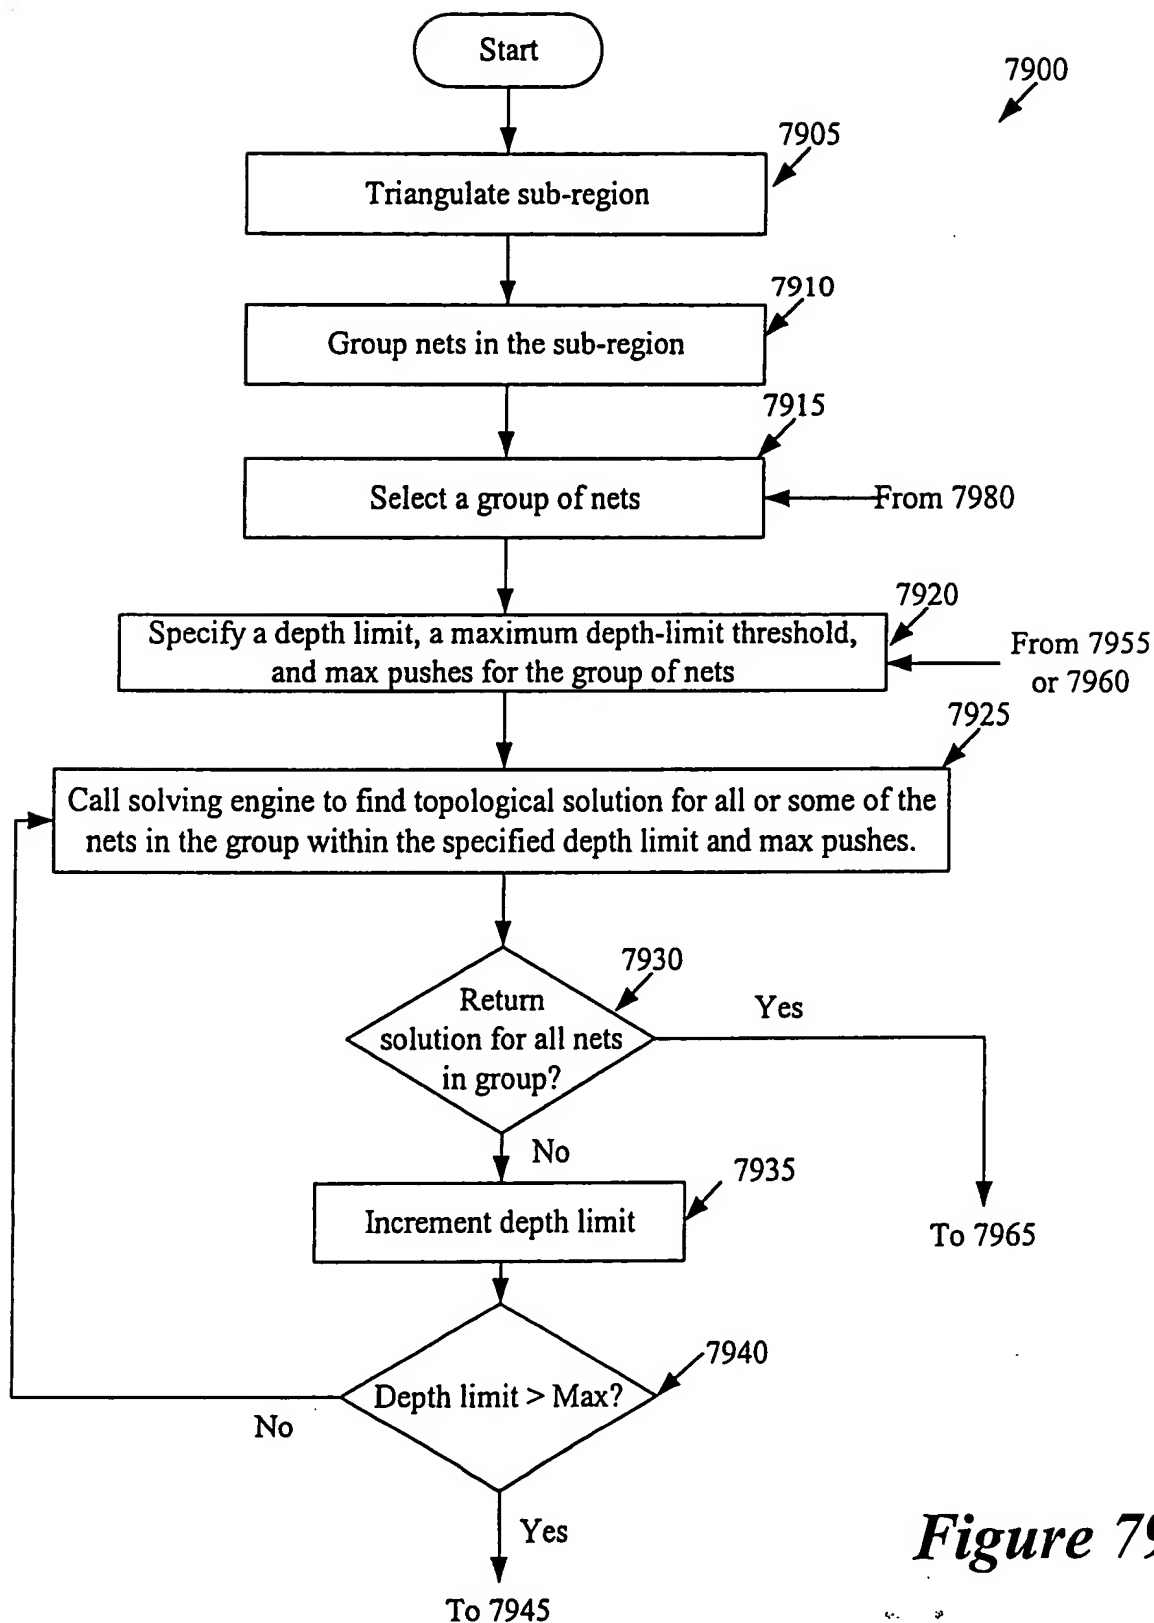 Start
7900
7905
Triangulate sub-region
7910
Group nets in the sub-region
7915
Select a group of nets
From 7980
7920
Specify a depth limit, a maximum depth-limit threshold,
and max pushes for the group of nets
From 7955
or 7960
7925
Call solving engine to find topological solution for all or some of the
nets in the group within the specified depth limit and max pushes.
7930
Return
solution for all nets
in group?
Yes
No
7935
Increment depth limit
To 7965
7940
Depth limit > Max?
No
Yes
To 7945
Figure 79